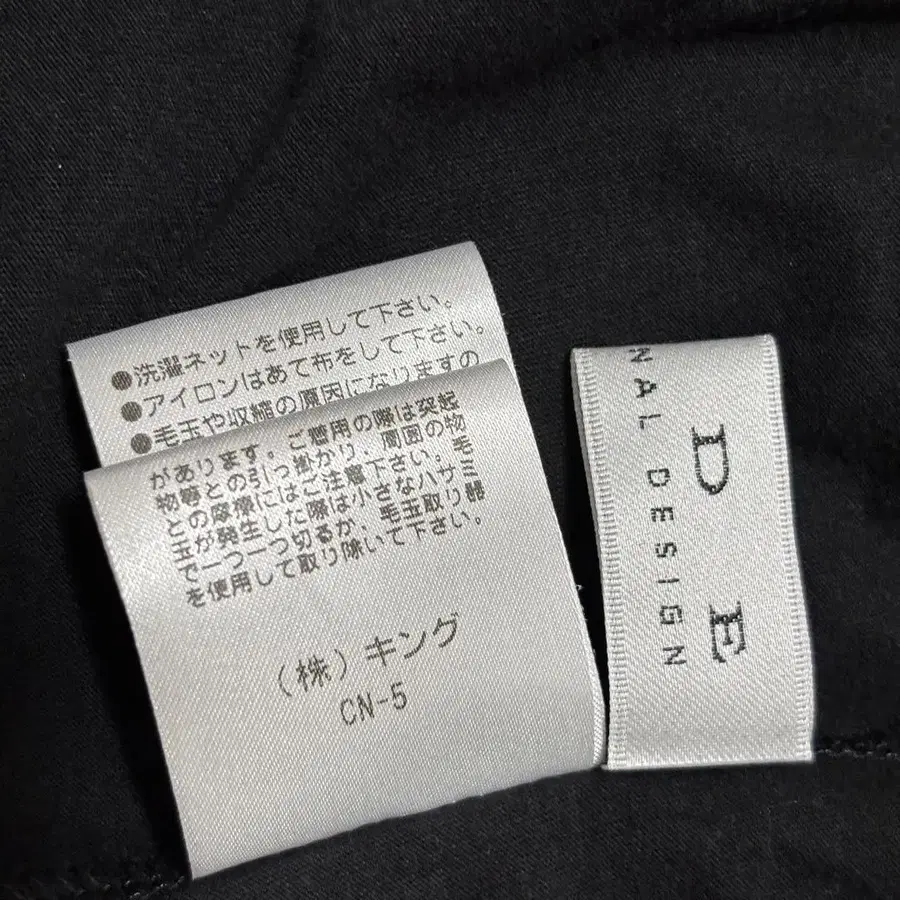 ●洗濯ネットを使用して下さい。
●アイロンはあて布をして下さい。
●毛玉や収縮の原因になりますの
があります。ご着用の際は突起
物等との引っ掛かり、周囲の物
との摩擦にはご注意下さい。毛
玉が発生した際は小さなハサミ
で一つ一つ切るか、毛玉取り器
を使用して取り除いて下さい。
(株)キング
CN-5
NAL DESIGN
D E